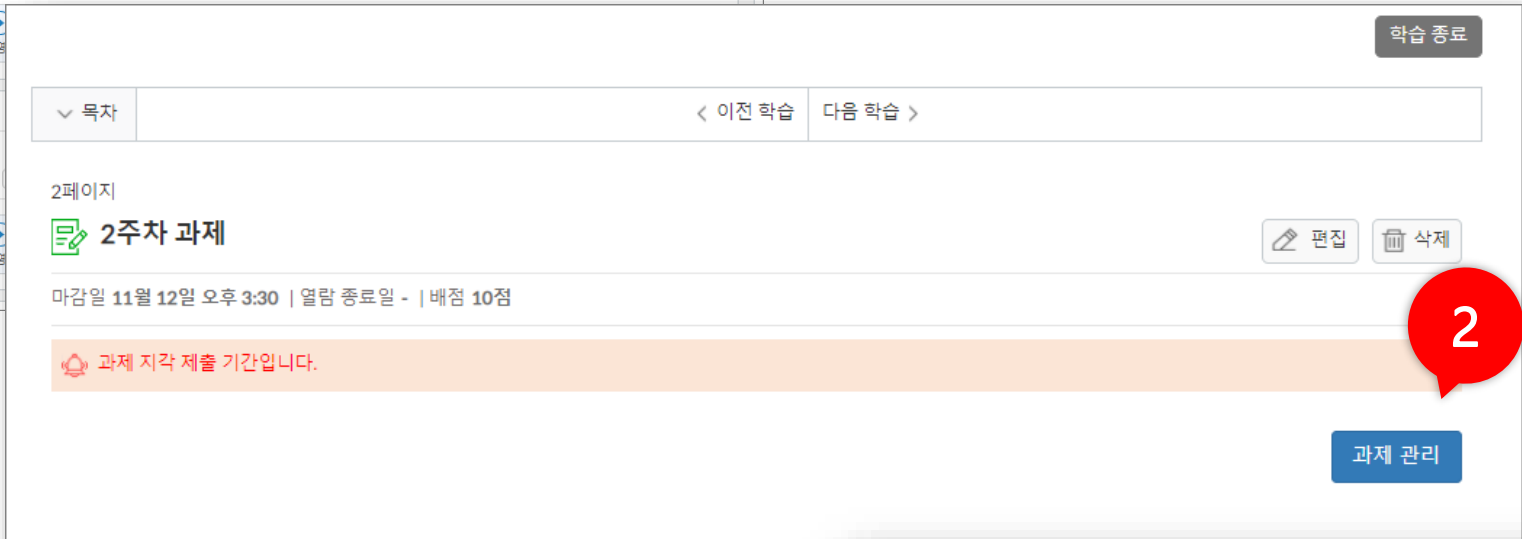 학습 종료
목차
이전 학습
다음 학습
2페이지
2주차 과제
편집
삭제
마감일 11월 12일 오후 3:30 | 열람 종료일 - | 배점 10점
2
과제 지각 제출 기간입니다.
과제 관리